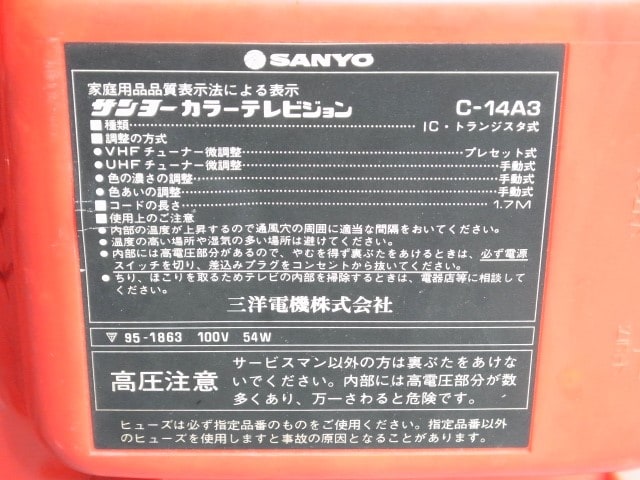 SANYO
家庭用品品質表示法による表示
サンヨーカラーテレビジョン C-14A3
■種類 IC・トランジスタ式
■調整の方式
●VHFチューナー微調整 プレセット式
●UHFチューナー微調整 手動式
●色の濃さの調整 手動式
●色あいの調整 手動式
■コードの長さ 1.7M
■使用上のご注意
●内部の温度が上昇するので通風穴の周囲に適当な間隔をおいてください。
●温度の高い場所や湿気の多い場所は避けてください。
●内部には高電圧部分があるので、やむを得ず裏ぶたをあけるときは、必ず電源
スイッチを切り、差込みプラグをコンセントから抜いてください。
●ちり、ほこりを取るためテレビの内部を掃除するときは、電器店等に相談して
ください。
三洋電機株式会社
95-1863 100V 54W
高圧注意
サービスマン以外の方は裏ぶたをあけな
いでください。内部には高電圧部分が数
多くあり、万一さわると危険です。
ヒューズは必ず指定品番のものをご使用ください。指定品番以外
のヒューズを使用しますと事故の原因となることがあります。